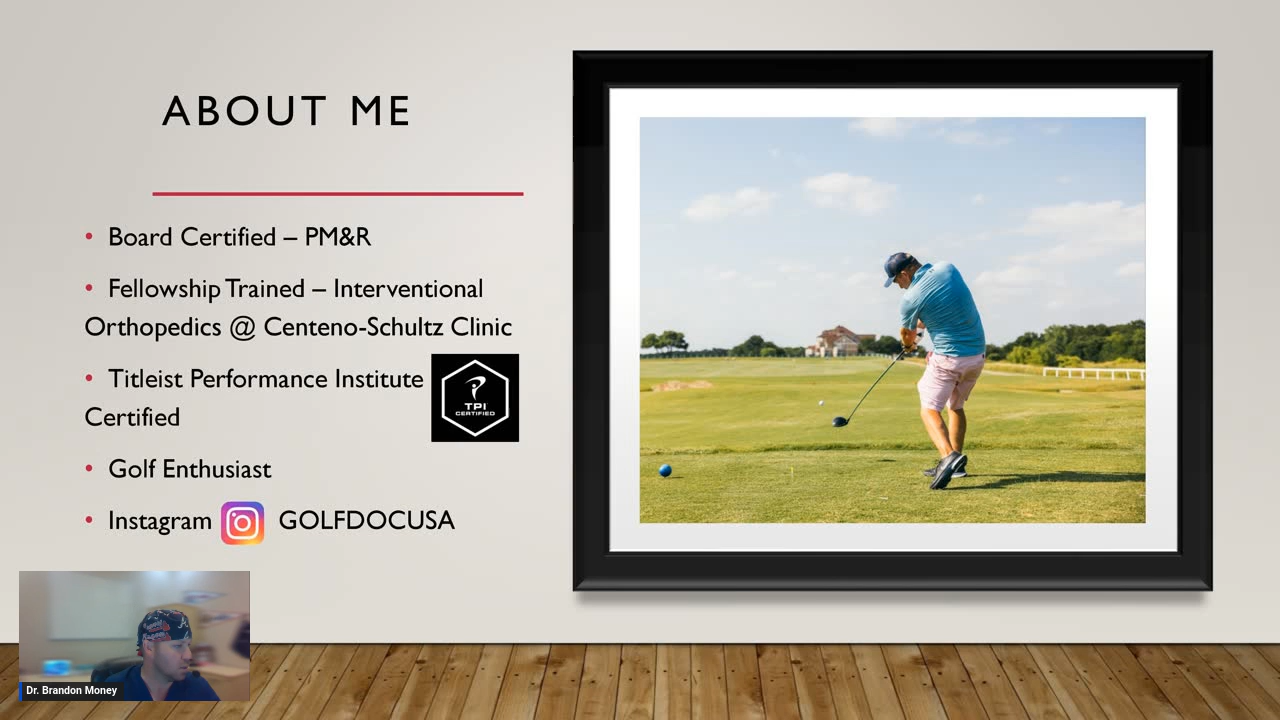 ABOUT ME
• Board Certified – PM&R
• Fellowship Trained – Interventional
Orthopedics @ Centeno-Schultz Clinic
• Titleist Performance Institute
Certified
TPI
CERTIFIED
• Golf Enthusiast
• Instagram GOLFDOCUSA
Dr. Brandon Money